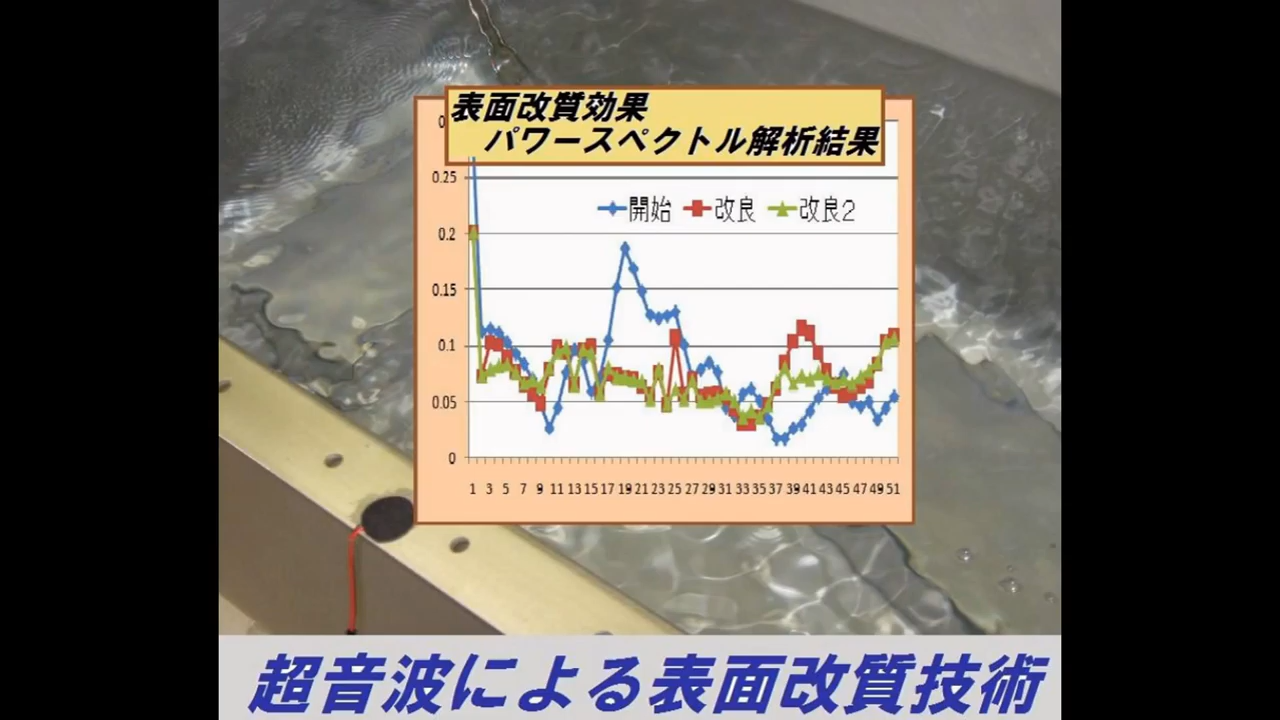 表面改質効果
パワースペクトル解析結果
開始 改良 改良2
0.25
0.2
0.15
0.1
0.05
0
1 3 5 7 9 11 13 15 17 19 21 23 25 27 29 31 33 35 37 39 41 43 45 47 49 51
超音波による表面改質技術